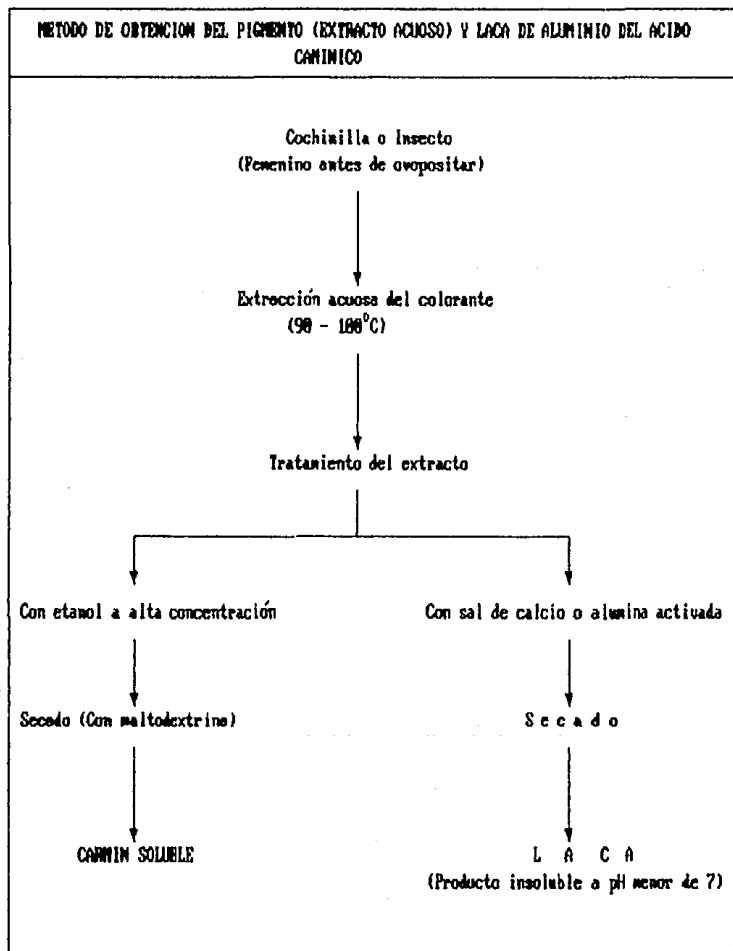 METODO DE OBTENCION DEL PIGMENTO (EXTRACTO ACUOSO) Y LACA DE ALUMINIO DEL ACIDO
CAMINICO
Cochinilla o Insecto
(Femenino antes de ovopositar)
Extracción acuosa del colorante
(90 - 100°C)
Tratamiento del extracto
Con etanol a alta concentración
Con sal de calcio o alumina activada
Secado (Con maltodextrina)
S e c a d o
CARMIN SOLUBLE
L A C A
(Producto insoluble a pH menor de 7)